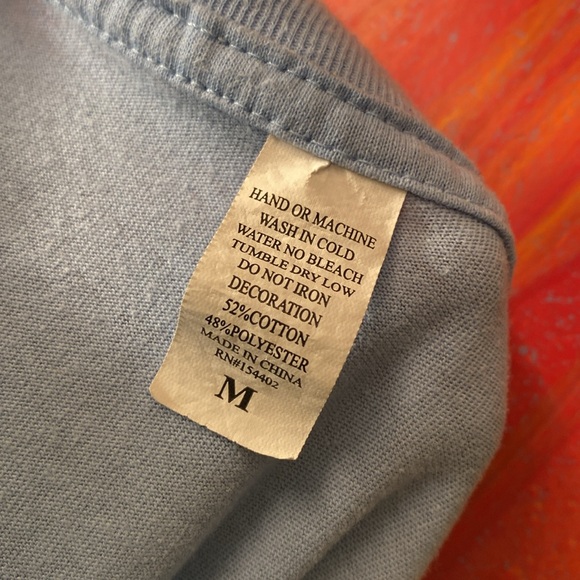 HAND OR MACHINE
WASH IN COLD
WATER NO BLEACH
TUMBLE DRY LOW
DO NOT IRON
DECORATION
52%COTTON
48%POLYESTER
MADE IN CHINA
RN#154402
M